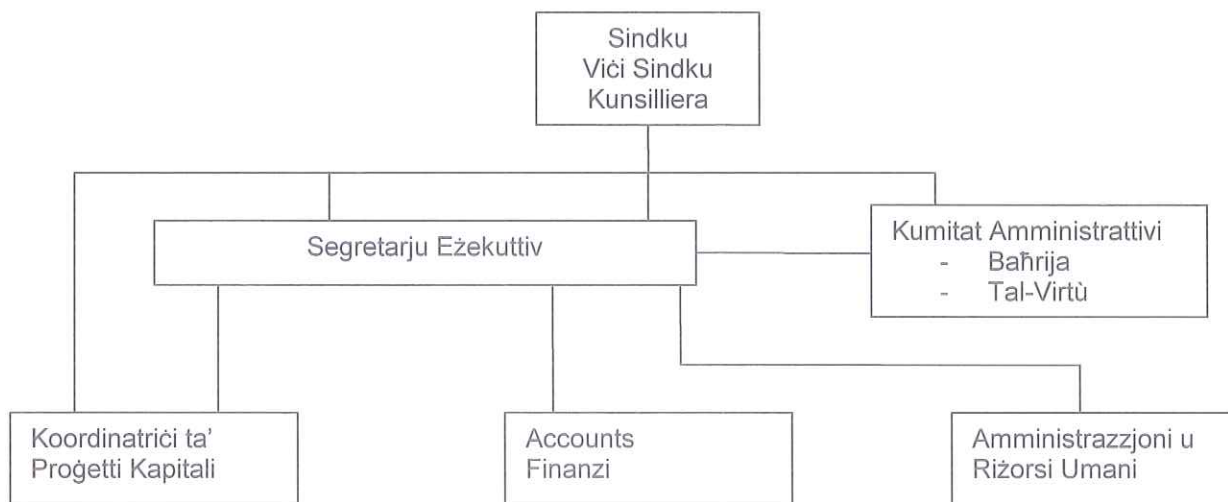 Sindku
Viċi Sindku
Kunsilliera
Segretarju Eżekuttiv
Kumitat Amministrattivi
- Baħrija
- Tal-Virtù
Koordinatriċi ta'
Proġetti Kapitali
Accounts
Finanzi
Amministrazzjoni u
Riżorsi Umani